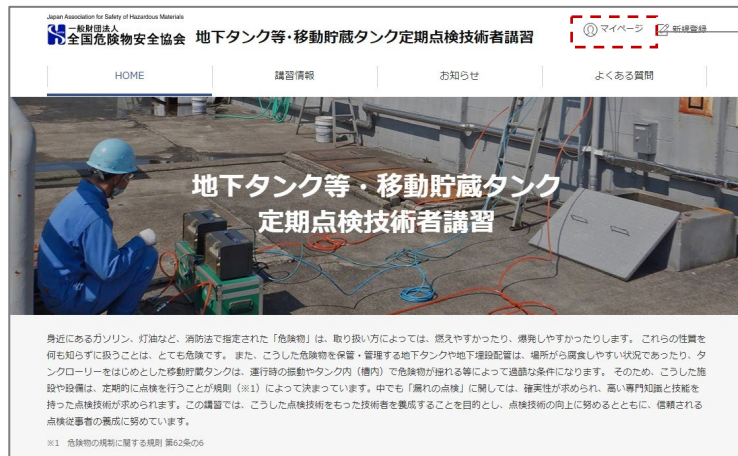 Japan Association for Safety of Hazardous Materials
一般財団法人
全国危険物安全協会 地下タンク等・移動貯蔵タンク定期点検技術者講習
マイページ 新規登録
HOME 講習情報 お知らせ よくある質問
地下タンク等・移動貯蔵タンク
定期点検技術者講習
身近にあるガソリン、灯油など、消防法で指定された「危険物」は、取り扱い方によっては、燃えやすかったり、爆発しやすかったりします。 これらの性質を
何も知らずに扱うことは、とても危険です。 また、こうした危険物を保管・管理する地下タンクや地下埋設配管は、場所がら腐食しやすい状況であったり、タ
ンクローリーをはじめとした移動貯蔵タンクは、運行時の振動やタンク内（槽内）で危険物が揺れる等によって過酷な条件になります。 そのため、こうした施
設や設備は、定期的に点検を行うことが規則（※1）によって決まっています。中でも「漏れの点検」に関しては、確実性が求められ、高い専門知識と技能を
持った点検技術が求められます。この講習では、こうした点検技術をもった技術者を養成することを目的とし、点検技術の向上に努めるとともに、信頼される
点検従事者の養成に努めています。
※1 危険物の規制に関する規則 第62条の6